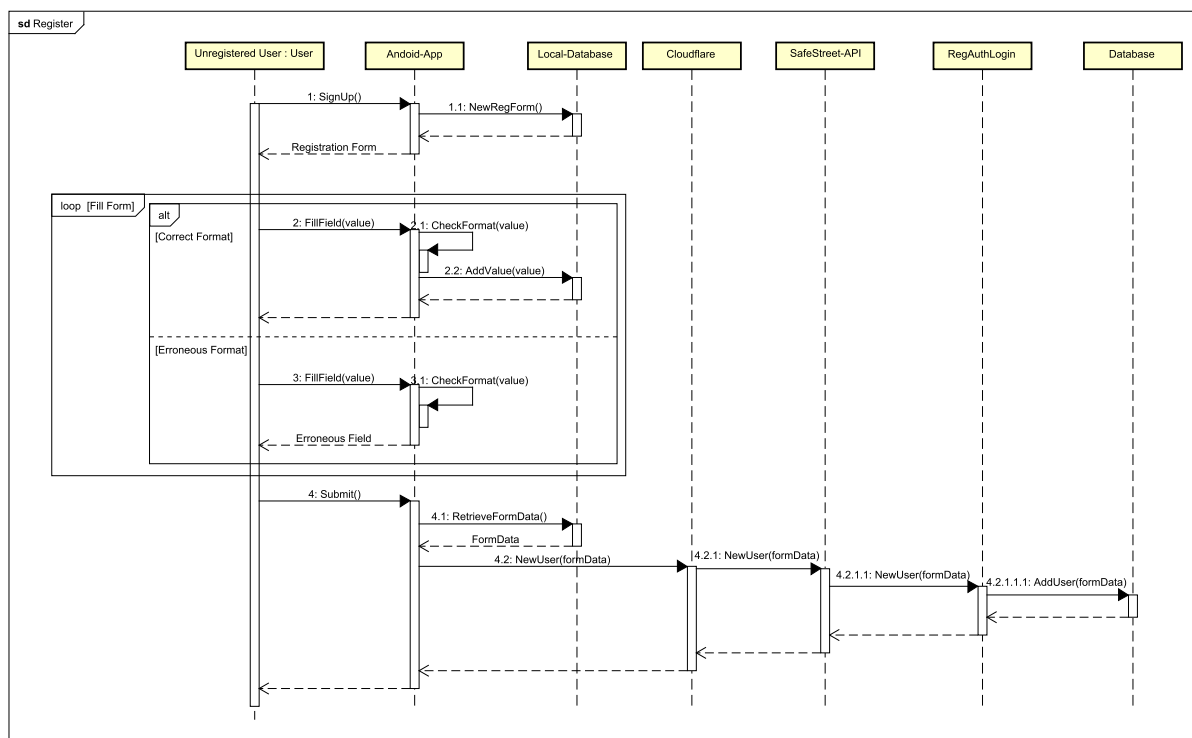 sd Register
Unregistered User : User
Andoid-App
Local-Database
Cloudflare
SafeStreet-API
RegAuthLogin
Database
1: SignUp()
1.1: NewRegForm()
Registration Form
loop [Fill Form]
alt
[Correct Format]
2: FillField(value)
2.1: CheckFormat(value)
2.2: AddValue(value)
[Erroneous Format]
3: FillField(value)
3.1: CheckFormat(value)
Erroneous Field
4: Submit()
4.1: RetrieveFormData()
FormData
4.2: NewUser(formData)
4.2.1: NewUser(formData)
4.2.1.1: NewUser(formData)
4.2.1.1.1: AddUser(formData)